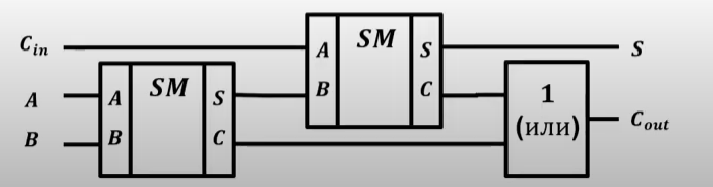 C_in
A
B
A SM S
B C
A SM S
B C
1
(или)
S
C_out